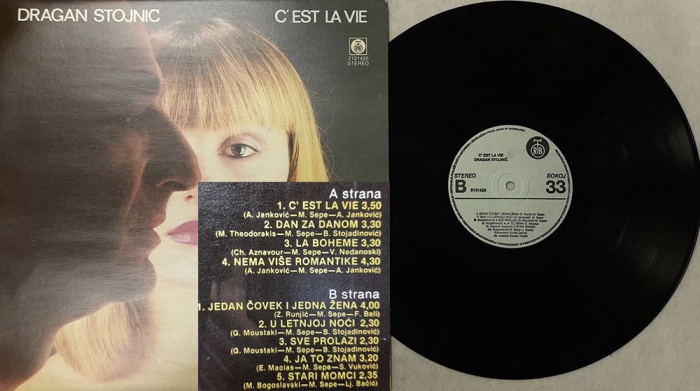 DRAGAN STOJNIC
C'EST LA VIE
2121425
STEREO
A strana
1. C' EST LA VIE 3,50
(A. Janković—M. Sepe—A. Janković)
2. DAN ZA DANOM 3,30
(M. Theodorakis—M. Sepe—B. Stojadinović)
3. LA BOHEME 3,30
(Ch. Aznavour—M. Sepe—V. Nedanoski)
4. NEMA VIŠE ROMANTIKE 4,30
(A. Janković—M. Sepe—A. Janković)
B strana
1. JEDAN ČOVEK I JEDNA ŽENA 4,00
(Z. Runjić—M. Sepe—F. Beli)
2. U LETNJOJ NOĆI 2,30
(G. Moustaki—M. Sepe—B. Stojadinović)
3. SVE PROLAZI 2,30
(G. Moustaki—M. Sepe—B. Stojadinović)
4. JA TO ZNAM 3,20
(E. Macias—M. Sepe—S. Vuković)
5. STARI MOMCI 2,35
(M. Bogoslavski—M. Sepe—Lj. Bačić)
RTB
C'EST LA VIE
DRAGAN STOJNIĆ
STEREO
SOKOJ
B
2121425
33